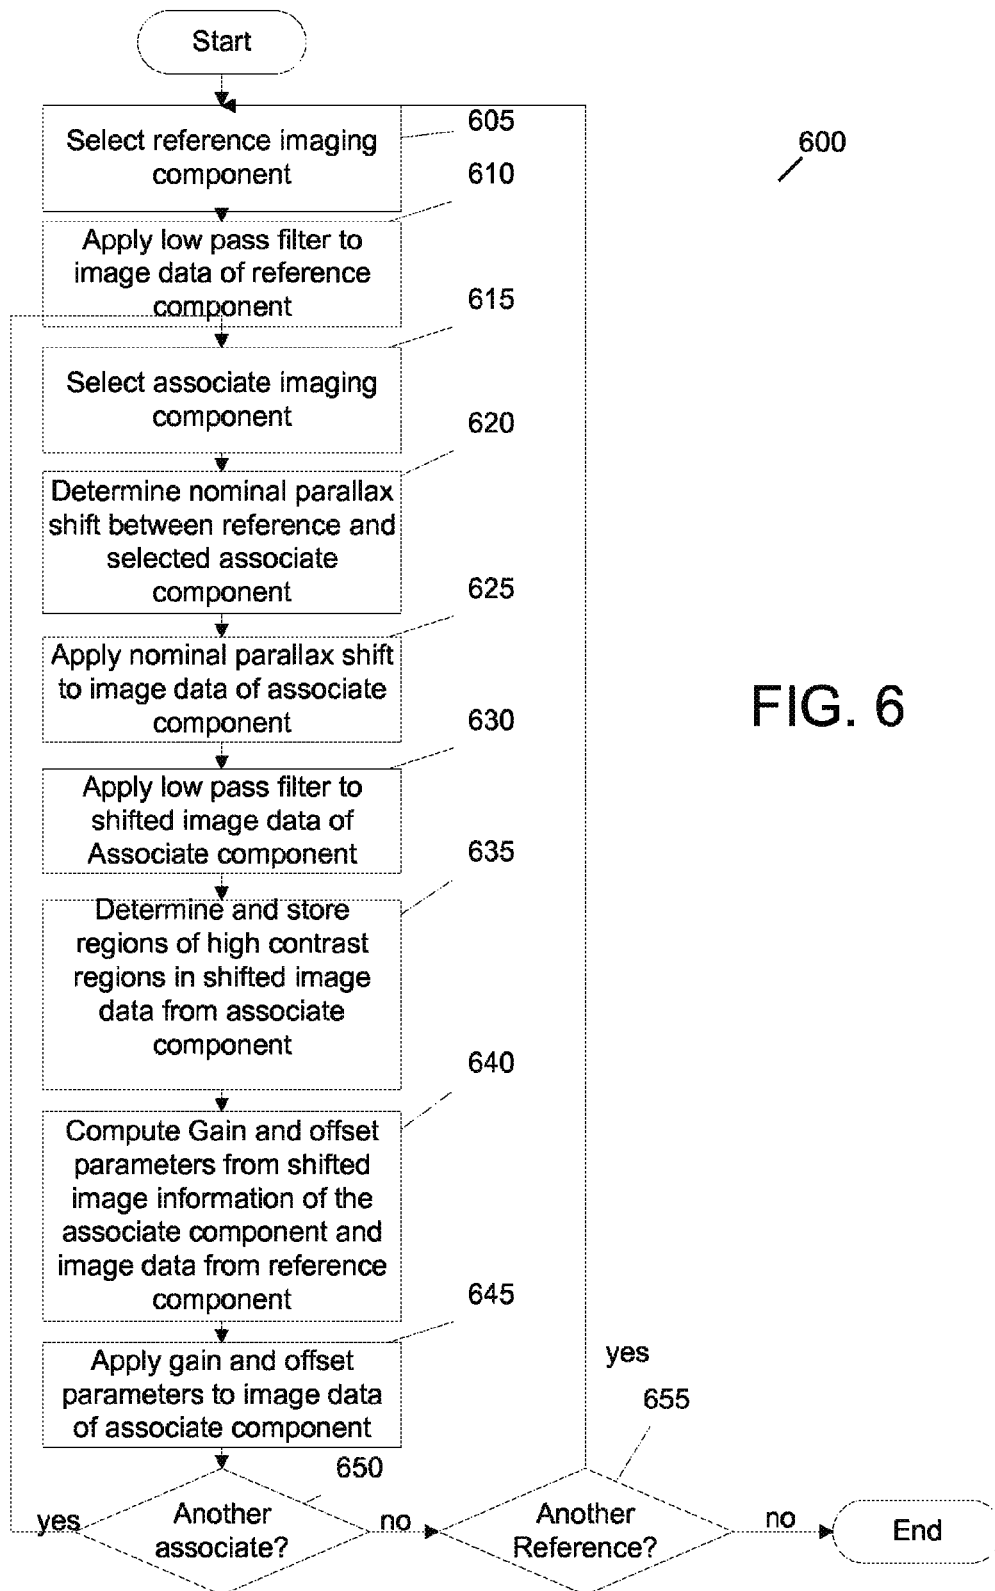 Start
Select reference imaging
component
605
600
610
Apply low pass filter to
image data of reference
component
615
Select associate imaging
component
620
Determine nominal parallax
shift between reference and
selected associate
component
625
Apply nominal parallax shift
to image data of associate
component
630
FIG. 6
Apply low pass filter to
shifted image data of
Associate component
635
Determine and store
regions of high contrast
regions in shifted image
data from associate
component
640
Compute Gain and offset
parameters from shifted
image information of the
associate component and
image data from reference
component
645
Apply gain and offset
parameters to image data
of associate component
yes
655
650
yes
Another
associate?
no
Another
Reference?
no
End